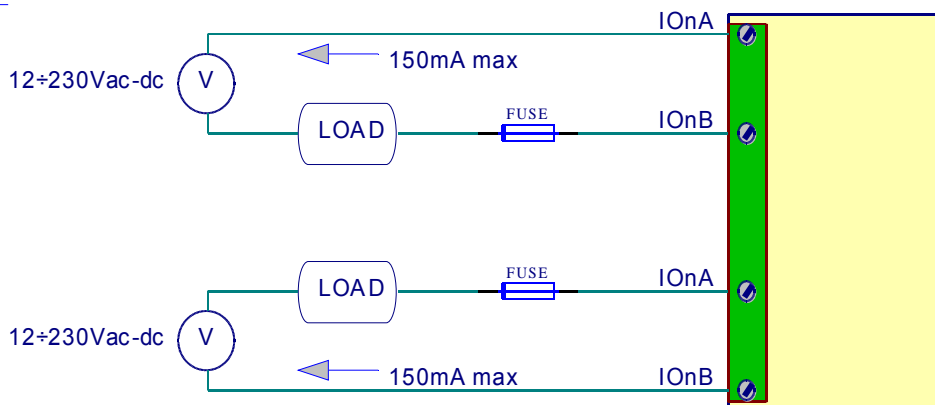 IOnA
150mA max
12÷230Vac-dc
V
FUSE
IOnB
LOAD
FUSE
IOnA
LOAD
12÷230Vac-dc
V
150mA max
IOnB